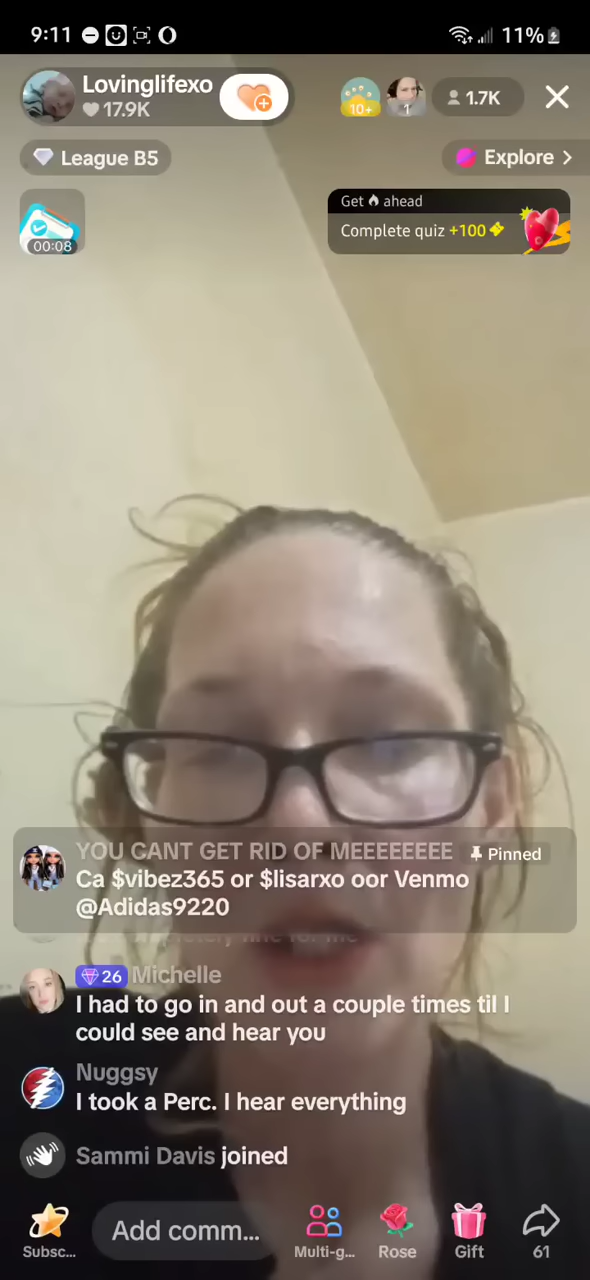 9:11
11%
Lovinglifexo
17.9K
10+
1
1.7K
League B5
Explore
00:08
Get ahead
Complete quiz +100
YOU CANT GET RID OF MEEEEEEEE Pinned
Ca $vibez365 or $lisarxo oor Venmo
@Adidas9220
26 Michelle
I had to go in and out a couple times til I
could see and hear you
Nuggsy
I took a Perc. I hear everything
Sammi Davis joined
Subsc...
Add comm...
Multi-g...
Rose
Gift
61